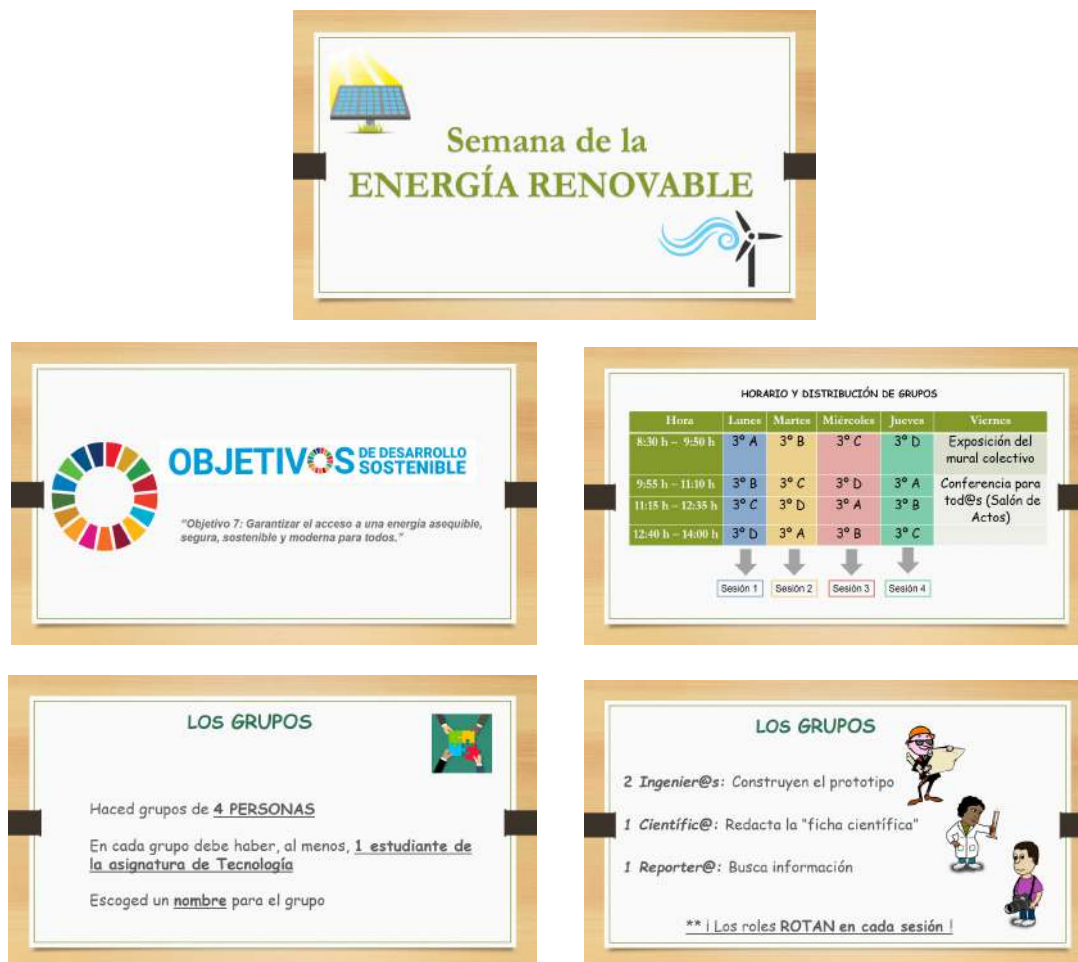 Semana de la
ENERGÍA RENOVABLE
OBJETIVOS DE DESARROLLO
SOSTENIBLE
"Objetivo 7: Garantizar el acceso a una energía asequible,
segura, sostenible y moderna para todos."
HORARIO Y DISTRIBUCIÓN DE GRUPOS
Hora Lunes Martes Miércoles Jueves Viernes
8:30 h – 9:50 h 3º A 3º B 3º C 3º D Exposición del
mural colectivo
9:55 h – 11:10 h 3º B 3º C 3º D 3º A Conferencia para
11:15 h – 12:35 h 3º C 3º D 3º A 3º B tod@s (Salón de
Actos)
12:40 h – 14:00 h 3º D 3º A 3º B 3º C
Sesión 1 Sesión 2 Sesión 3 Sesión 4
LOS GRUPOS
Haced grupos de 4 PERSONAS
En cada grupo debe haber, al menos, 1 estudiante de
la asignatura de Tecnología
Escoged un nombre para el grupo
LOS GRUPOS
2 Ingenier@s: Construyen el prototipo
1 Científic@: Redacta la "ficha científica"
1 Reporter@: Busca información
** ¡ Los roles ROTAN en cada sesión !